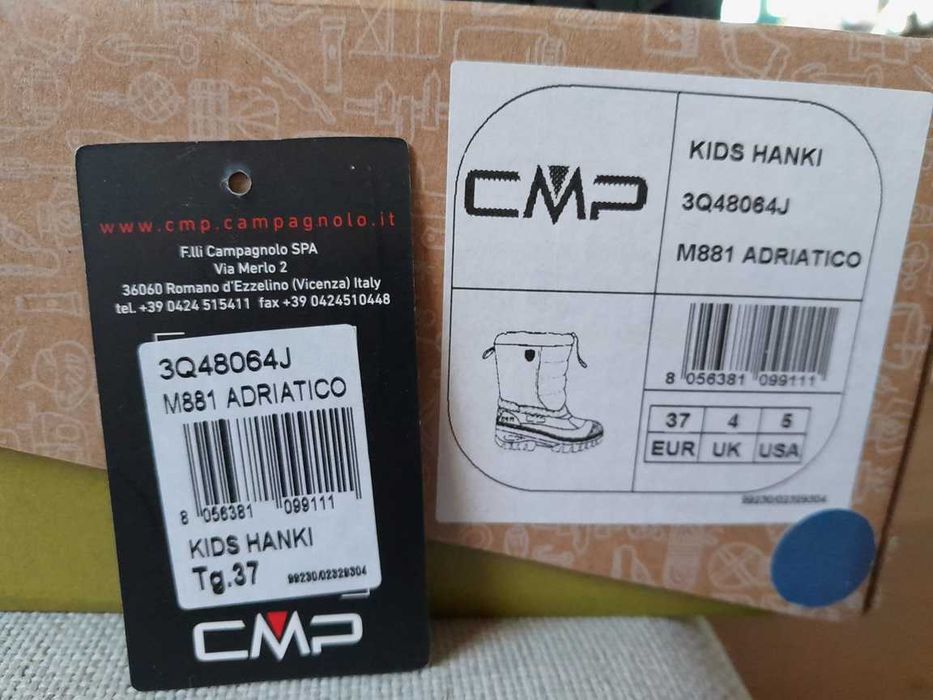 www.cmp.campagnolo.it
F.lli Campagnolo SPA
Via Merlo 2
36060 Romano d'Ezzelino (Vicenza) Italy
tel. +39 0424 515411 fax +39 0424510448
3Q48064J
M881 ADRIATICO
8 056381 099111
KIDS HANKI
Tg.37 99230/02329304
CMP
CMP
KIDS HANKI
3Q48064J
M881 ADRIATICO
8 056381 099111
37 4 5
EUR UK USA
99230/02329304